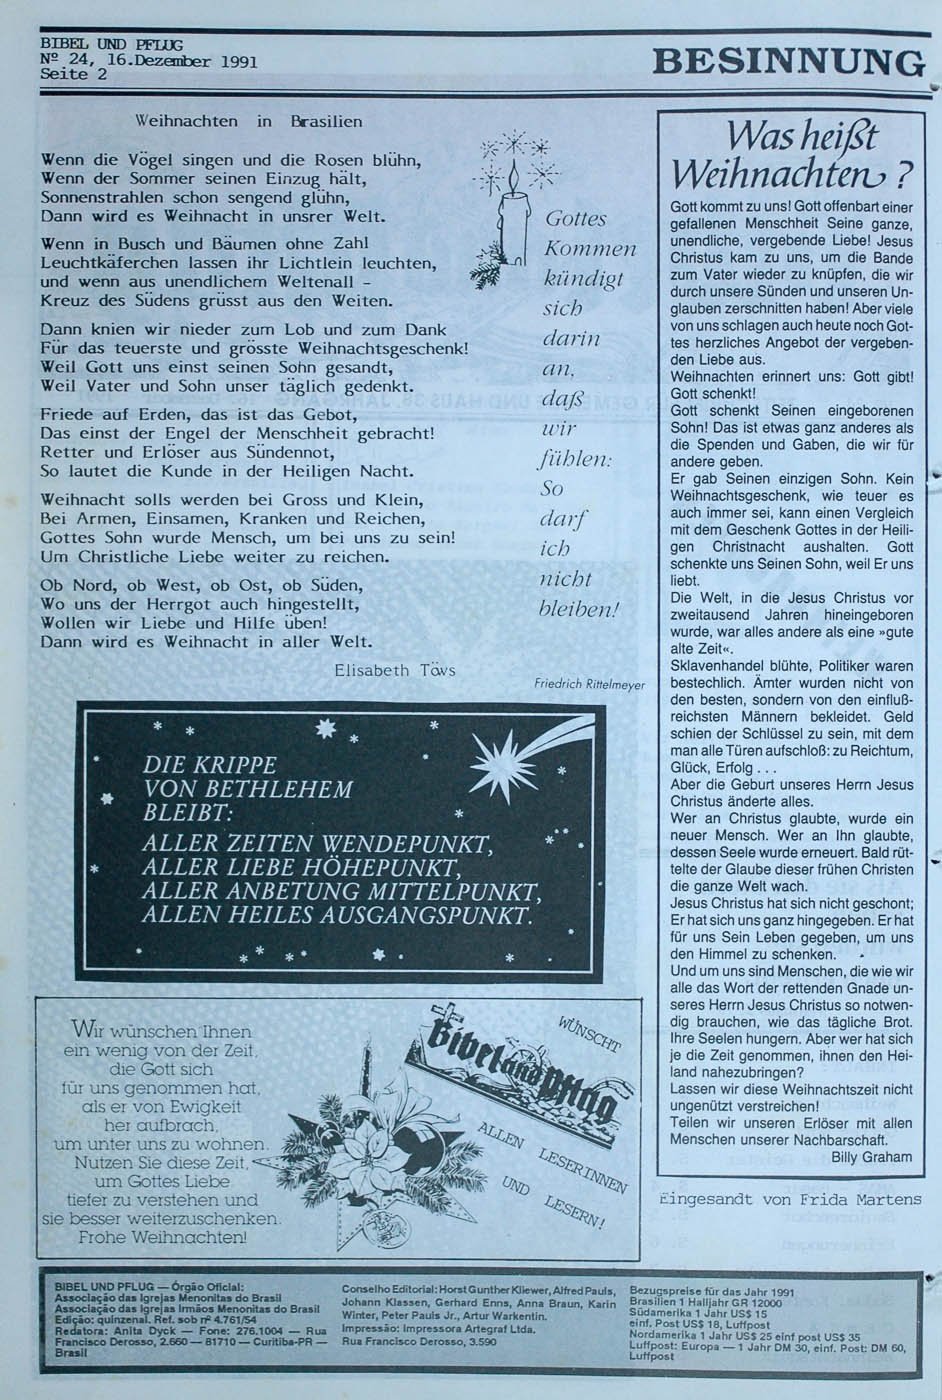 BIBEL UND PFLUG
Nº 24, 16.Dezember 1991
Seite 2
BESINNUNG
Weihnachten in Brasilien
Wenn die Vögel singen und die Rosen blühn,
Wenn der Sommer seinen Einzug hält,
Sonnenstrahlen schon sengend glühn,
Dann wird es Weihnacht in unsrer Welt.
Wenn in Busch und Bäumen ohne Zahl
Leuchtkäferchen lassen ihr Lichtlein leuchten,
und wenn aus unendlichem Weltenall -
Kreuz des Südens grüsst aus den Weiten.
Dann knien wir nieder zum Lob und zum Dank
Für das teuerste und grösste Weihnachtsgeschenk!
Weil Gott uns einst seinen Sohn gesandt,
Weil Vater und Sohn unser täglich gedenkt.
Friede auf Erden, das ist das Gebot,
Das einst der Engel der Menschheit gebracht!
Retter und Erlöser aus Sündennot,
So lautet die Kunde in der Heiligen Nacht.
Weihnacht solls werden bei Gross und Klein,
Bei Armen, Einsamen, Kranken und Reichen,
Gottes Sohn wurde Mensch, um bei uns zu sein!
Um Christliche Liebe weiter zu reichen.
Ob Nord, ob West, ob Ost, ob Süden,
Wo uns der Herrgot auch hingestellt,
Wollen wir Liebe und Hilfe üben!
Dann wird es Weihnacht in aller Welt.
Elisabeth Töws
Gottes
Kommen
kündigt
sich
darin
an,
daß
wir
fühlen:
So
darf
ich
nicht
bleiben!
Friedrich Rittelmeyer
DIE KRIPPE
VON BETHLEHEM
BLEIBT:
ALLER ZEITEN WENDEPUNKT,
ALLER LIEBE HÖHEPUNKT,
ALLER ANBETUNG MITTELPUNKT,
ALLEN HEILES AUSGANGSPUNKT.
Wir wünschen Ihnen
ein wenig von der Zeit,
die Gott sich
für uns genommen hat,
als er von Ewigkeit
her aufbrach,
um unter uns zu wohnen.
Nutzen Sie diese Zeit,
um Gottes Liebe
tiefer zu verstehen und
sie besser weiterzuschenken.
Frohe Weihnachten!
WÜNSCHT
Bibel und Pflug
ALLEN LESERINNEN
UND LESERN!
Was heißt
Weihnachten ?
Gott kommt zu uns! Gott offenbart einer
gefallenen Menschheit Seine ganze,
unendliche, vergebende Liebe! Jesus
Christus kam zu uns, um die Bande
zum Vater wieder zu knüpfen, die wir
durch unsere Sünden und unseren Un-
glauben zerschnitten haben! Aber viele
von uns schlagen auch heute noch Got-
tes herzliches Angebot der vergeben-
den Liebe aus.
Weihnachten erinnert uns: Gott gibt!
Gott schenkt!
Gott schenkt Seinen eingeborenen
Sohn! Das ist etwas ganz anderes als
die Spenden und Gaben, die wir für
andere geben.
Er gab Seinen einzigen Sohn. Kein
Weihnachtsgeschenk, wie teuer es
auch immer sei, kann einen Vergleich
mit dem Geschenk Gottes in der Heili-
gen Christnacht aushalten. Gott
schenkte uns Seinen Sohn, weil Er uns
liebt.
Die Welt, in die Jesus Christus vor
zweitausend Jahren hineingeboren
wurde, war alles andere als eine »gute
alte Zeit«.
Sklavenhandel blühte, Politiker waren
bestechlich. Ämter wurden nicht von
den besten, sondern von den einfluß-
reichsten Männern bekleidet. Geld
schien der Schlüssel zu sein, mit dem
man alle Türen aufschloß: zu Reichtum,
Glück, Erfolg . . .
Aber die Geburt unseres Herrn Jesus
Christus änderte alles.
Wer an Christus glaubte, wurde ein
neuer Mensch. Wer an Ihn glaubte,
dessen Seele wurde erneuert. Bald rüt-
telte der Glaube dieser frühen Christen
die ganze Welt wach.
Jesus Christus hat sich nicht geschont;
Er hat sich uns ganz hingegeben. Er hat
für uns Sein Leben gegeben, um uns
den Himmel zu schenken.
Und um uns sind Menschen, die wie wir
alle das Wort der rettenden Gnade un-
seres Herrn Jesus Christus so notwen-
dig brauchen, wie das tägliche Brot.
Ihre Seelen hungern. Aber wer hat sich
je die Zeit genommen, ihnen den Hei-
land nahezubringen?
Lassen wir diese Weihnachtszeit nicht
ungenützt verstreichen!
Teilen wir unseren Erlöser mit allen
Menschen unserer Nachbarschaft.
Billy Graham
Eingesandt von Frida Martens
BIBEL UND PFLUG — Órgão Oficial:
Associação das Igrejas Menonitas do Brasil
Associação das Igrejas Irmãos Menonitas do Brasil
Edição: quinzenal. Ref. sob nº 4.761/54
Redatora: Anita Dyck — Fone: 276.1004 — Rua
Francisco Derosso, 2.660 — 81710 — Curitiba-PR —
Brasil
Conselho Editorial: Horst Gunther Kliewer, Alfred Pauls,
Johann Klassen, Gerhard Enns, Anna Braun, Karin
Winter, Peter Pauls Jr., Artur Warkentin.
Impressão: Impressora Artegraf Ltda.
Rua Francisco Derosso, 3.590
Bezugspreise für das Jahr 1991
Brasilien 1 Halljahr GR 12000
Südamerika 1 Jahr US$ 15
einf. Post US$ 18, Luftpost
Nordamerika 1 Jahr US$ 25 einf post US$ 35
Luftpost: Europa — 1 Jahr DM 30, einf. Post: DM 60,
Luftpost